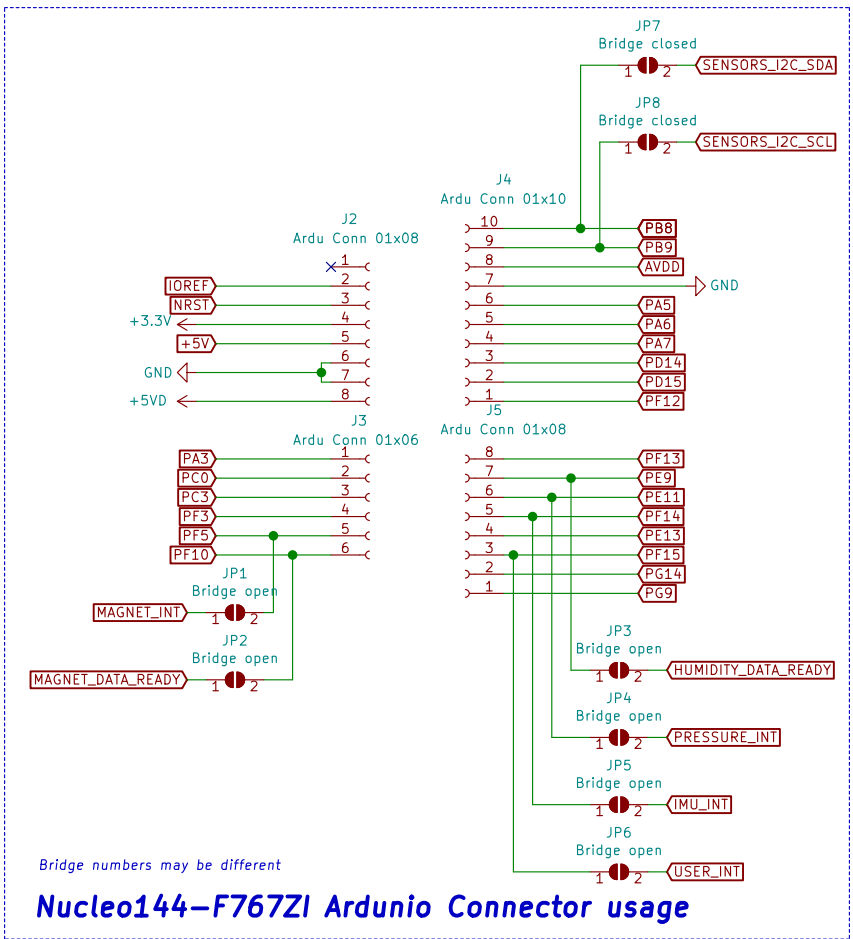 JP7
Bridge closed
1 2 SENSORS_I2C_SDA
JP8
Bridge closed
1 2 SENSORS_I2C_SCL
J4
Ardu Conn 01x10
10 PB8
9 PB9
8 AVDD
7 GND
6 PA5
5 PA6
4 PA7
3 PD14
2 PD15
1 PF12
J2
Ardu Conn 01x08
1
IOREF 2
NRST 3
+3.3V 4
+5V 5
6
GND 7
+5VD 8
J3
Ardu Conn 01x06
PA3 1
PC0 2
PC3 3
PF3 4
PF5 5
PF10 6
J5
Ardu Conn 01x08
8 PF13
7 PE9
6 PE11
5 PF14
4 PE13
3 PF15
2 PG14
1 PG9
JP1
Bridge open
MAGNET_INT 1 2
JP2
Bridge open
MAGNET_DATA_READY 1 2
JP3
Bridge open
1 2 HUMIDITY_DATA_READY
JP4
Bridge open
1 2 PRESSURE_INT
JP5
Bridge open
1 2 IMU_INT
JP6
Bridge open
1 2 USER_INT
Bridge numbers may be different
Nucleo144-F767ZI Ardunio Connector usage